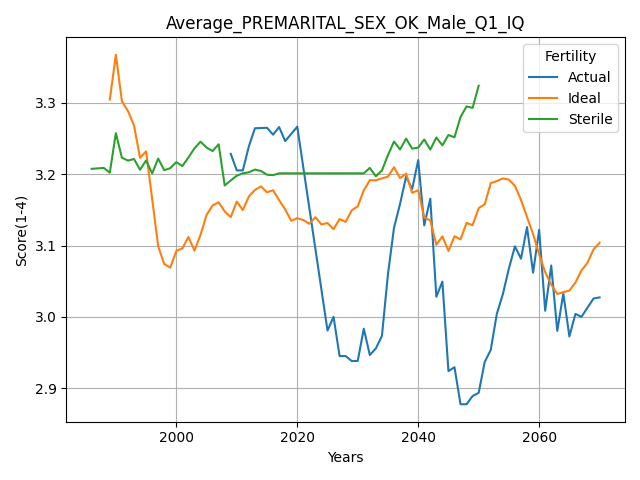 Average_PREMARITAL_SEX_OK_Male_Q1_IQ
Fertility
Actual
Ideal
Sterile
Score(1-4)
3.3
3.2
3.1
3.0
2.9
2000
2020
2040
2060
Years